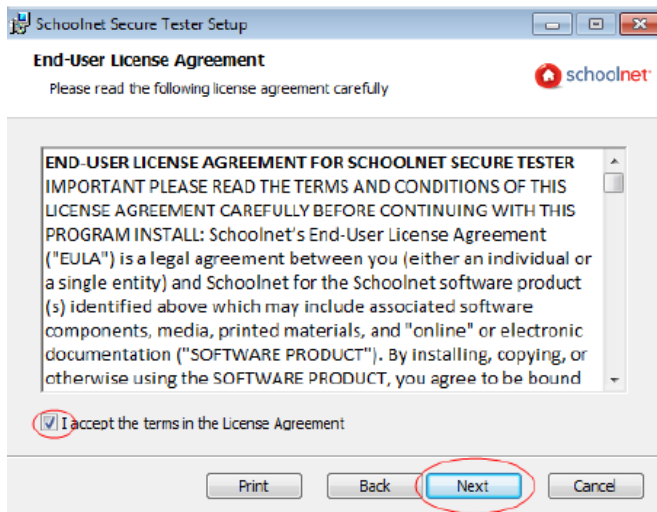 Schoolnet Secure Tester Setup
End-User License Agreement
Please read the following license agreement carefully
schoolnet
END-USER LICENSE AGREEMENT FOR SCHOOLNET SECURE TESTER
IMPORTANT PLEASE READ THE TERMS AND CONDITIONS OF THIS
LICENSE AGREEMENT CAREFULLY BEFORE CONTINUING WITH THIS
PROGRAM INSTALL: Schoolnet's End-User License Agreement
("EULA") is a legal agreement between you (either an individual or
a single entity) and Schoolnet for the Schoolnet software product
(s) identified above which may include associated software
components, media, printed materials, and "online" or electronic
documentation ("SOFTWARE PRODUCT"). By installing, copying, or
otherwise using the SOFTWARE PRODUCT, you agree to be bound
I accept the terms in the License Agreement
Print Back Next Cancel